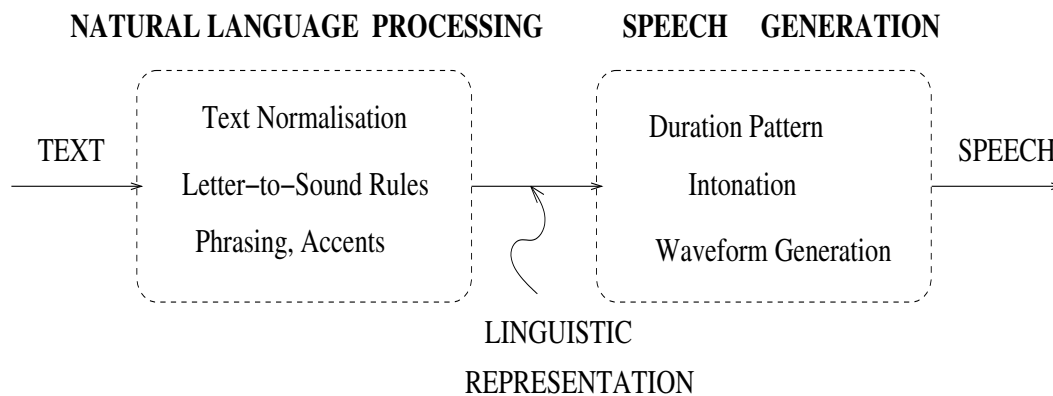 NATURAL LANGUAGE PROCESSING
SPEECH GENERATION
TEXT
Text Normalisation
Letter−to−Sound Rules
Phrasing, Accents
Duration Pattern
Intonation
Waveform Generation
SPEECH
LINGUISTIC
REPRESENTATION